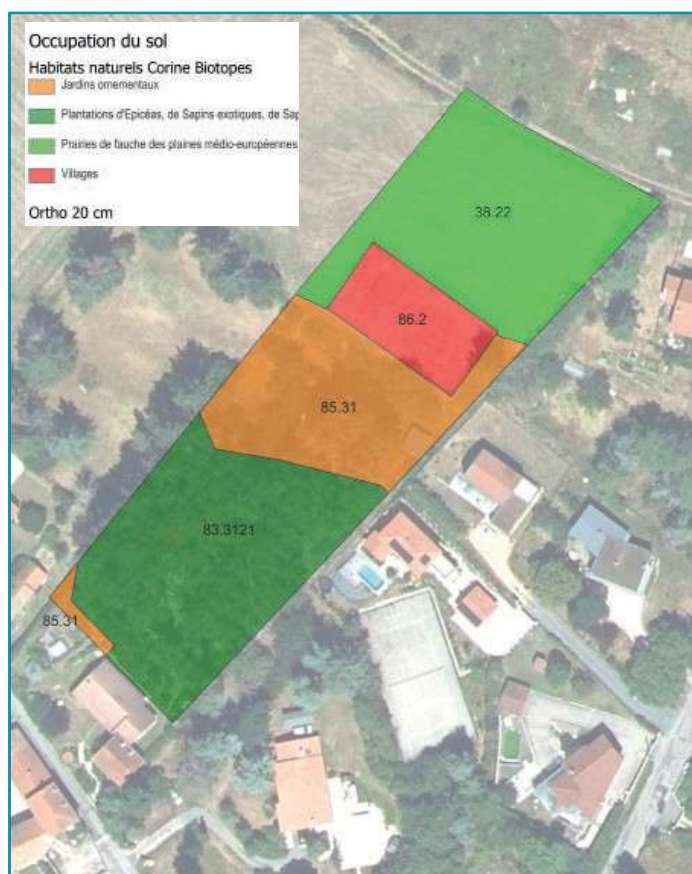 Occupation du sol
Habitats naturels Corine Biotopes
Jardins ornementaux
Plantations d'Epicéas, de Sapins exotiques, de Sap
Prairies de fauche des plaines médio-européennes
Villages
Ortho 20 cm
38.22
86.2
85.31
83.3121
85.31